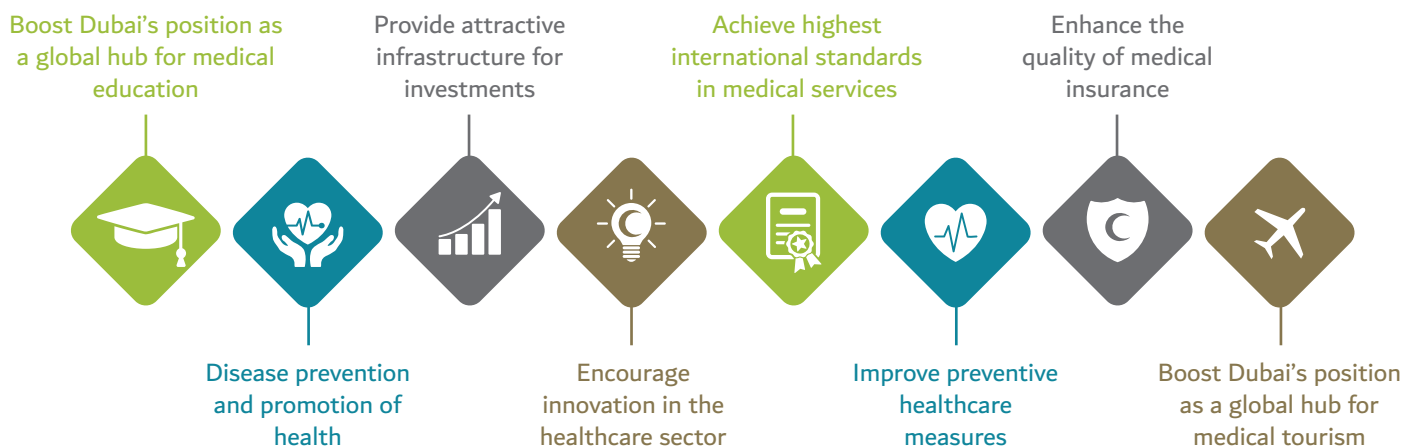 Boost Dubai’s position as
a global hub for medical
education
Provide attractive
infrastructure for
investments
Achieve highest
international standards
in medical services
Enhance the
quality of medical
insurance
Disease prevention
and promotion of
health
Encourage
innovation in the
healthcare sector
Improve preventive
healthcare
measures
Boost Dubai’s position
as a global hub for
medical tourism